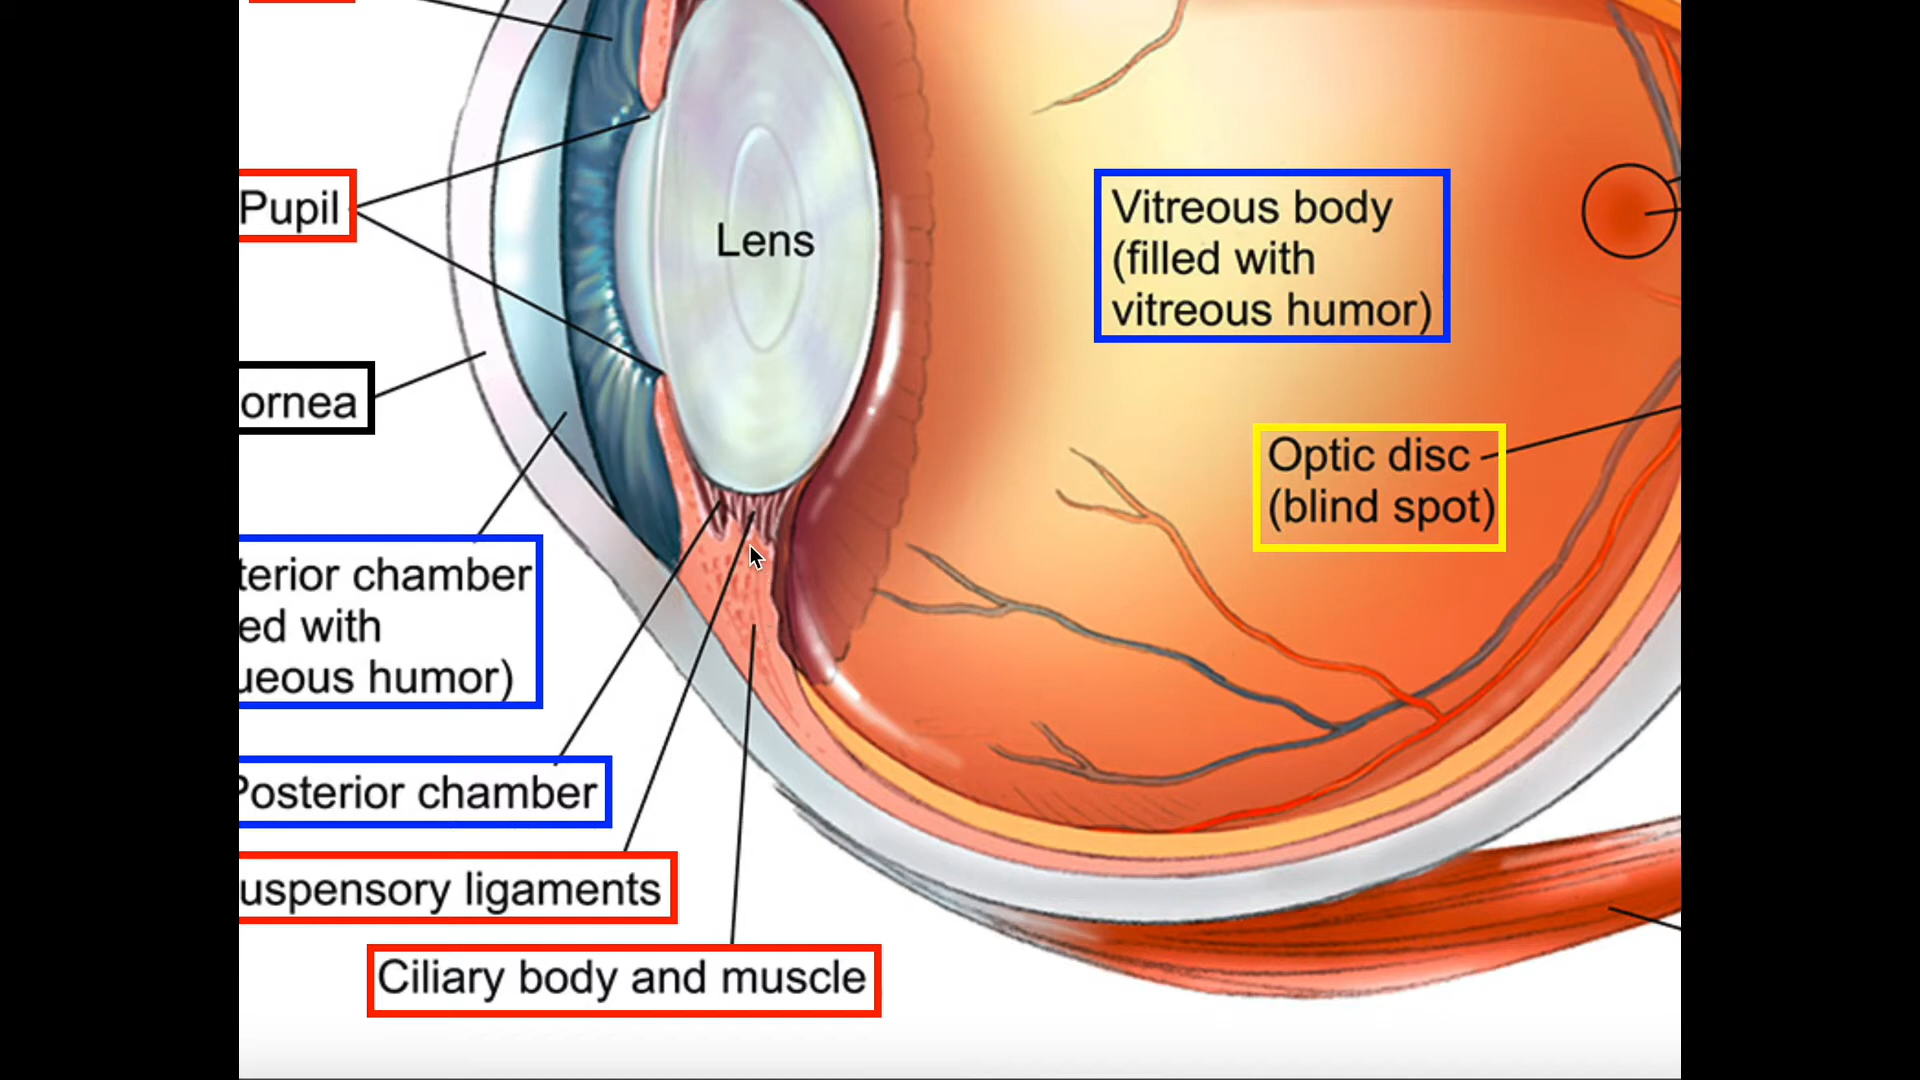 Pupil
Lens
Vitreous body
(filled with
vitreous humor)
ornea
Optic disc
(blind spot)
terior chamber
ed with
ueous humor)
Posterior chamber
uspensory ligaments
Ciliary body and muscle